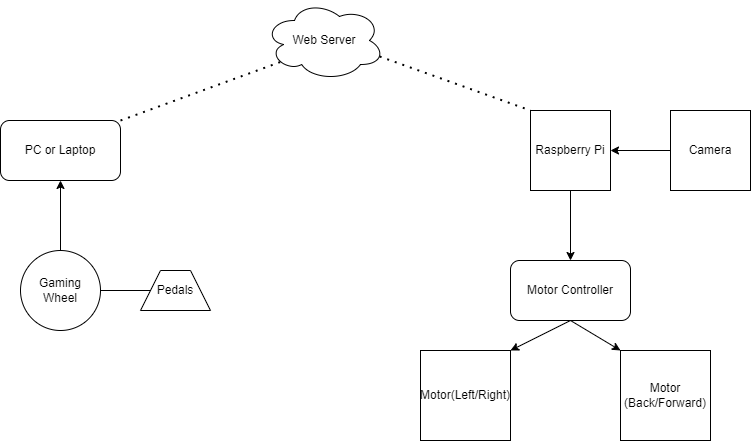 Web Server
PC or Laptop
Raspberry Pi
Camera
Gaming
Wheel
Pedals
Motor Controller
Motor(Left/Right)
Motor
(Back/Forward)